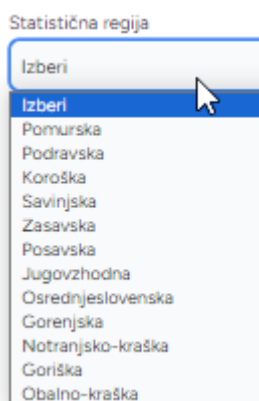 Statistična regija
Izberi
Izberi
Pomurska
Podravska
Koroška
Savinjska
Zasavska
Posavska
Jugovzhodna
Osrednjeslovenska
Gorenjska
Notranjsko-kraška
Goriška
Obalno-kraška